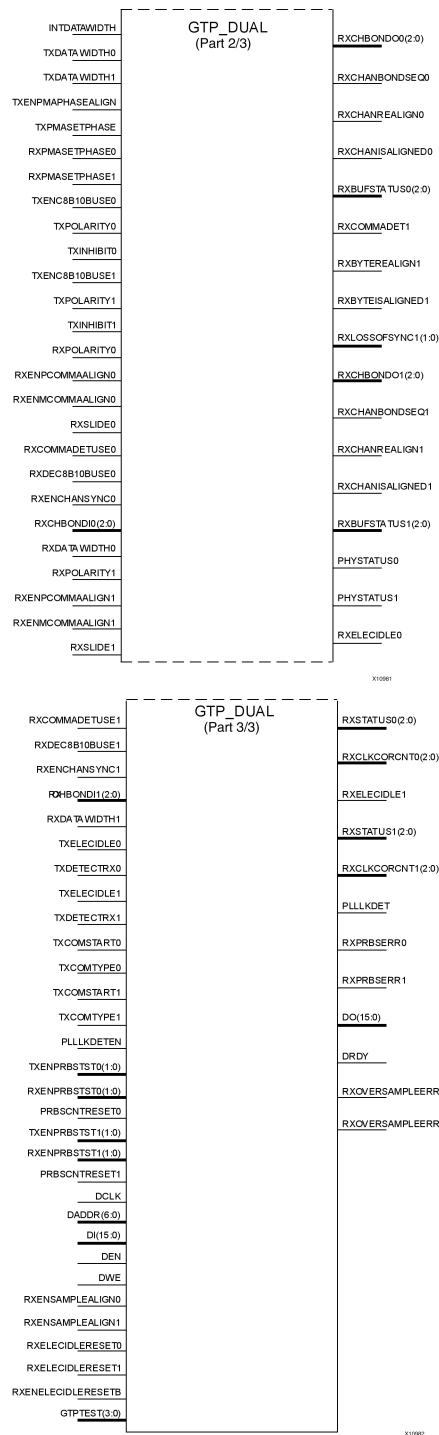 GTP_DUAL
(Part 2/3)
INTDATAWIDTH
TXDATAWIDTH0
TXDATAWIDTH1
TXENPMAPHASEALIGN
TXPMASETPHASE
RXPMASETPHASE0
RXPMASETPHASE1
TXENC8B10BUSE0
TXPOLARITY0
TXINHIBIT0
TXENC8B10BUSE1
TXPOLARITY1
TXINHIBIT1
RXPOLARITY0
RXENPCOMMAALIGN0
RXENMCOMMAALIGN0
RXSLIDE0
RXCOMMADETUSE0
RXDEC8B10BUSE0
RXENCHANSYNC0
RXCHBONDI0(2:0)
RXDATAWIDTH0
RXPOLARITY1
RXENPCOMMAALIGN1
RXENMCOMMAALIGN1
RXSLIDE1
RXCHBONDO0(2:0)
RXCHANBONDSEQ0
RXCHANREALIGN0
RXCHANISALIGNED0
RXBUFSTATUS0(2:0)
RXCOMMADET1
RXBYTEREALIGN1
RXBYTEISALIGNED1
RXLOSSOFSYNC1(1:0)
RXCHBONDO1(2:0)
RXCHANBONDSEQ1
RXCHANREALIGN1
RXCHANISALIGNED1
RXBUFSTATUS1(2:0)
PHYSTATUS0
PHYSTATUS1
RXELECIDLE0
X10981
GTP_DUAL
(Part 3/3)
RXCOMMADETUSE1
RXDEC8B10BUSE1
RXENCHANSYNC1
RXCHBONDI1(2:0)
RXDATAWIDTH1
TXELECIDLE0
TXDETECTRX0
TXELECIDLE1
TXDETECTRX1
TXCOMSTART0
TXCOMTYPE0
TXCOMSTART1
TXCOMTYPE1
PLLLKDETEN
TXENPRBSTST0(1:0)
RXENPRBSTST0(1:0)
PRBSCNTRESET0
TXENPRBSTST1(1:0)
RXENPRBSTST1(1:0)
PRBSCNTRESET1
DCLK
DADDR(6:0)
DI(15:0)
DEN
DWE
RXENSAMPLEALIGN0
RXENSAMPLEALIGN1
RXELECIDLERESET0
RXELECIDLERESET1
RXENELECIDLERESETB
GTPTEST(3:0)
RXSTATUS0(2:0)
RXCLKCORCNT0(2:0)
RXELECIDLE1
RXSTATUS1(2:0)
RXCLKCORCNT1(2:0)
PLLLKDET
RXPRBSERR0
RXPRBSERR1
DO(15:0)
DRDY
RXOVERSAMPLEERR
RXOVERSAMPLEERR
X10982